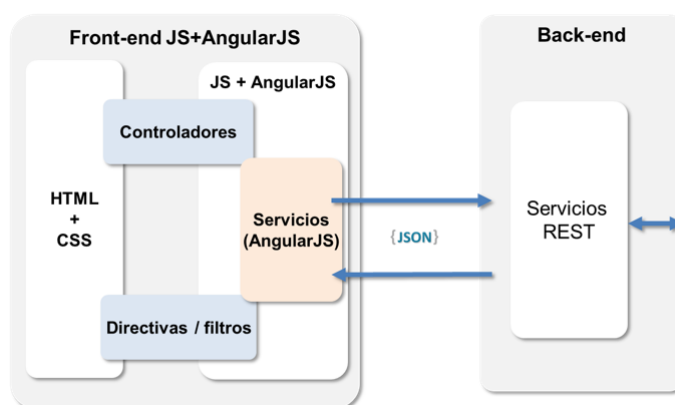 Front-end JS+AngularJS
JS + AngularJS
Controladores
HTML
+
CSS
Servicios
(AngularJS)
Directivas / filtros
{JSON}
Back-end
Servicios
REST